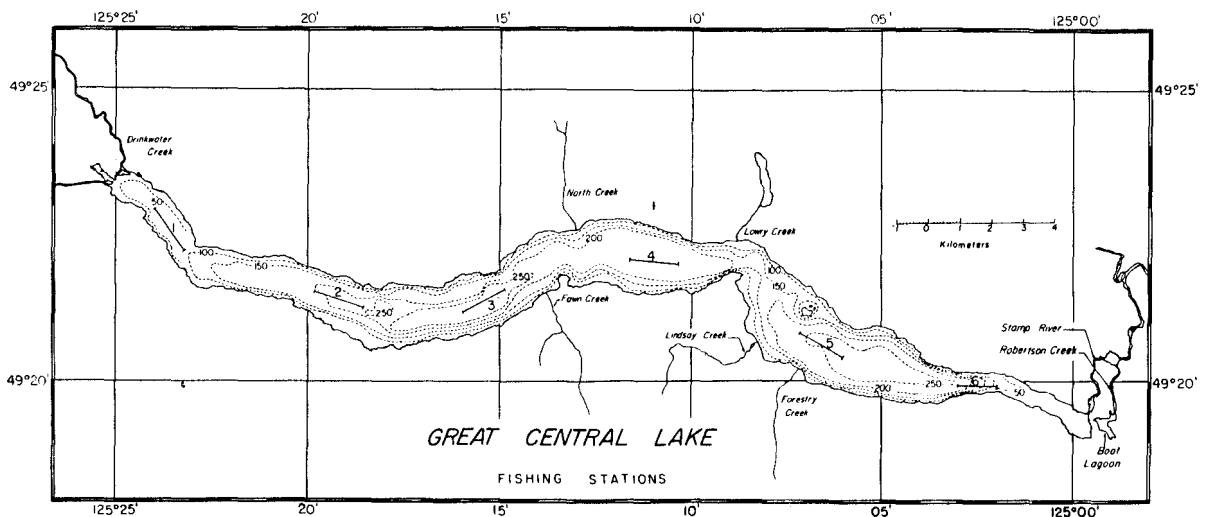 125°25'
20'
15'
10'
05'
125°00'
49°25'
49°25'
Drinkwater
Creek
North Creek
50
1
Lowry Creek
-1 0 1 2 3 4
Kilometers
200
100
150
4
100
250
150
250
2
250
3
Fawn Creek
5
Stamp River
Lindsay Creek
Robertson Creek
49°20'
49°20'
200
250
6
50
Forestry
Creek
GREAT CENTRAL LAKE
Boot
Lagoon
FISHING STATIONS
125°25'
20'
15'
10'
05'
125°00'